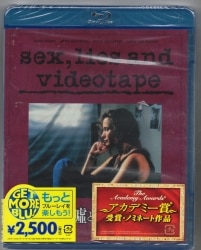 Blu-ray Disc
sex, lies and
videotape
GET
MORE
BLU
もっと
ブルーレイを
楽しもう!
¥2,500
嘘
The
Academy Awards
アカデミー賞
受賞・ノミネート作品